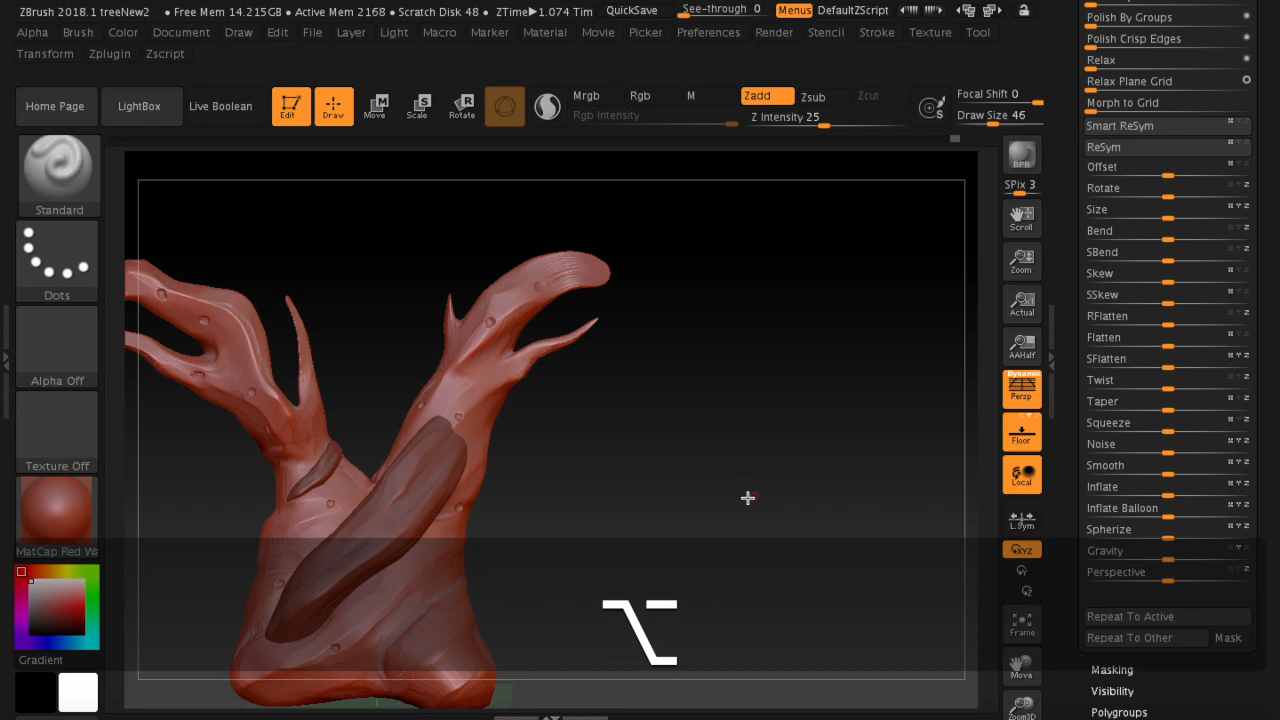 ZBrush 2018.1 treeNew2 • Free Mem 14.215GB • Active Mem 2168 • Scratch Disk 48 • ZTime▶1.074 Tim QuickSave See-through 0 Menus DefaultZScript
Alpha Brush Color Document Draw Edit File Layer Light Macro Marker Material Movie Picker Preferences Render Stencil Stroke Texture Tool
Transform Zplugin Zscript
Home Page LightBox Live Boolean Edit Draw Move Scale Rotate
Mrgb Rgb M Zadd Zsub Zcut
Rgb Intensity Z Intensity 25
Focal Shift 0
Draw Size 46
Standard
Dots
Alpha Off
Texture Off
MatCap Red Wa
Gradient
BPR
SPix 3
Scroll
Zoom
Actual
AAHalf
Dynamic
Persp
Floor
Local
L.Sym
XYZ
Frame
Move
Zoom3D
Polish By Groups
Polish Crisp Edges
Relax
Relax Plane Grid
Morph to Grid
Smart ReSym
ReSym
Offset
Rotate
Size
Bend
SBend
Skew
SSkew
RFlatten
Flatten
SFlatten
Twist
Taper
Squeeze
Noise
Smooth
Inflate
Inflate Balloon
Spherize
Gravity
Perspective
Repeat To Active
Repeat To Other Mask
Masking
Visibility
Polygroups